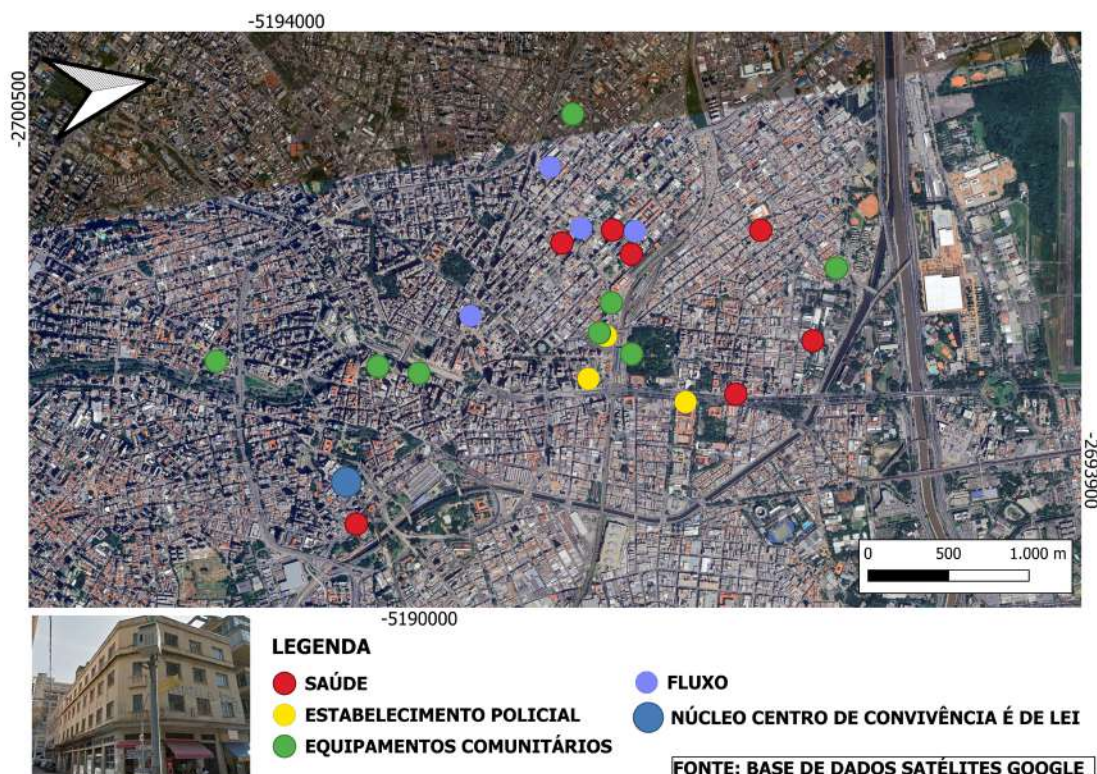 -5194000
-2700500
-2693900
0 500 1.000 m
-5190000
LEGENDA
SAÚDE
ESTABELECIMENTO POLICIAL
EQUIPAMENTOS COMUNITÁRIOS
FLUXO
NÚCLEO CENTRO DE CONVIVÊNCIA É DE LEI
FONTE: BASE DE DADOS SATÉLITES GOOGLE